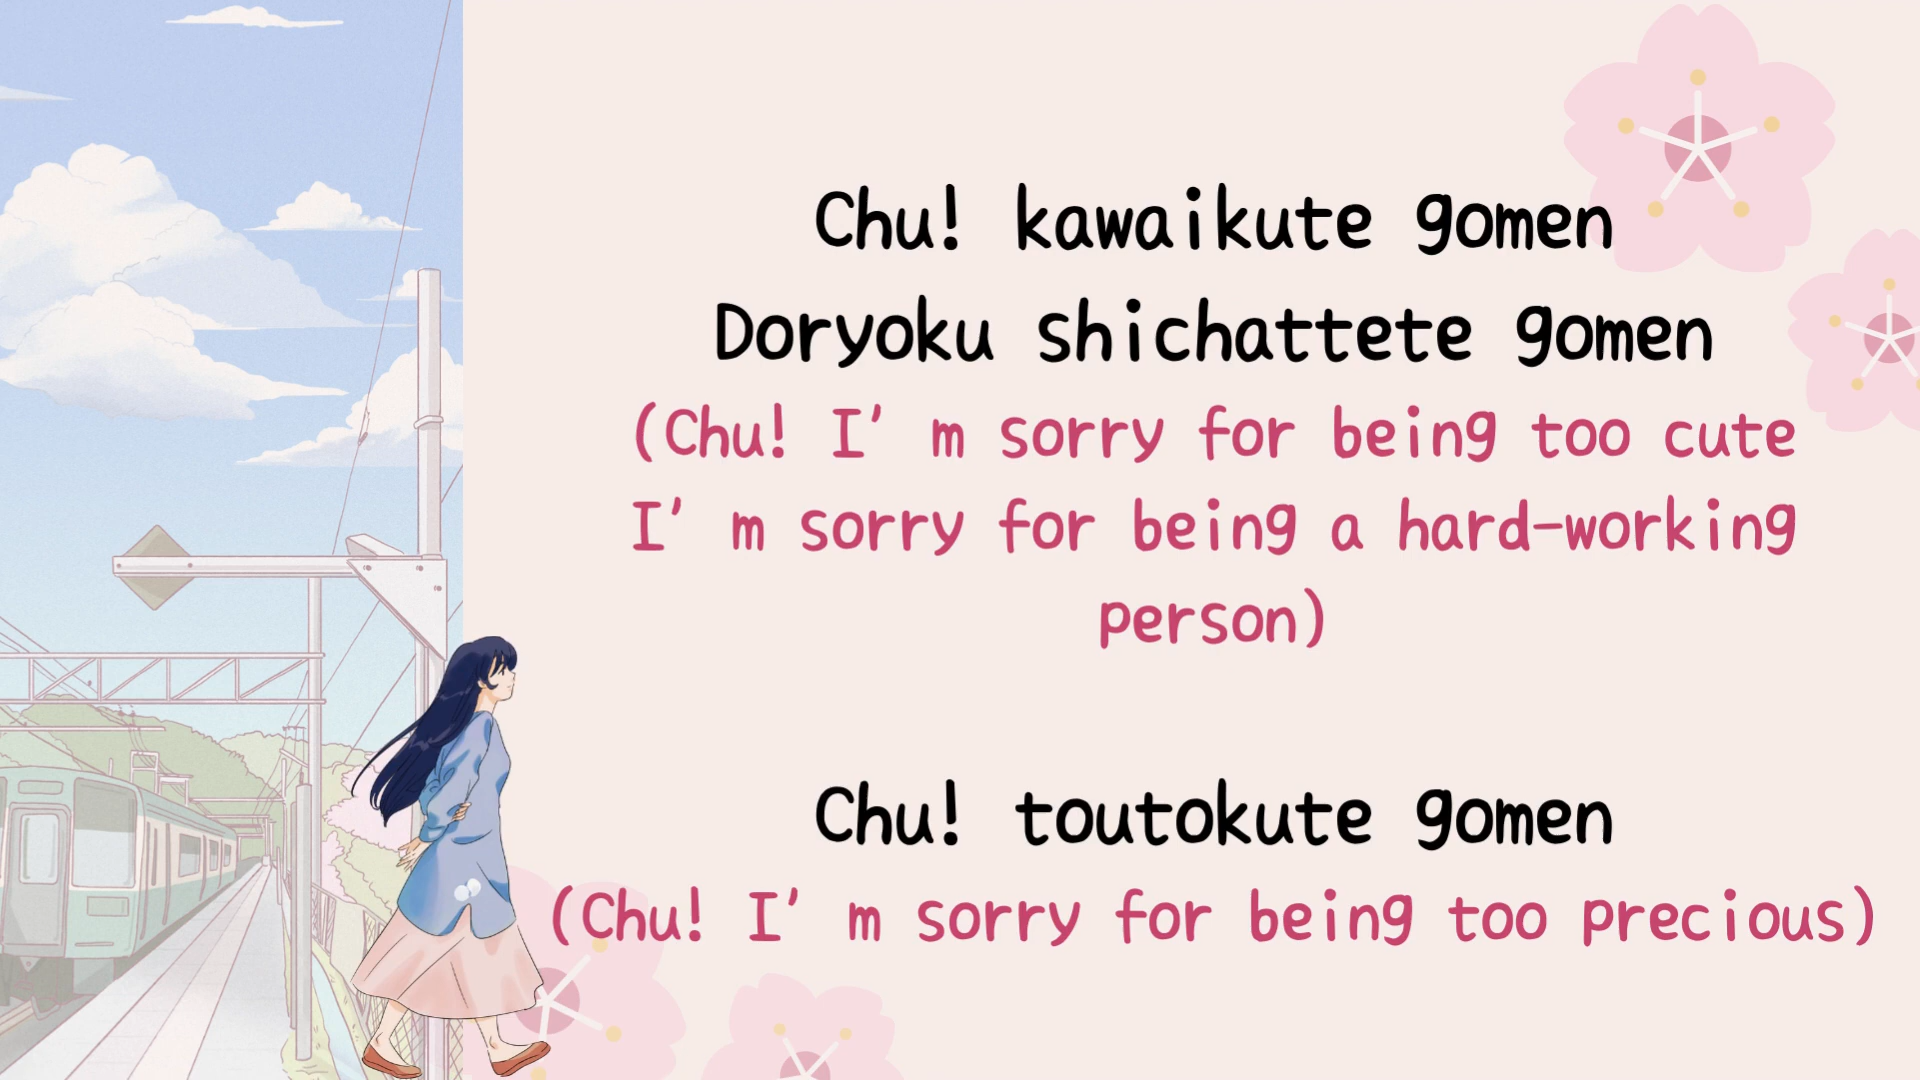 Chu! kawaikute gomen
Doryoku shichattete gomen
(Chu! I'm sorry for being too cute
I'm sorry for being a hard-working
person)
Chu! toutokute gomen
(Chu! I'm sorry for being too precious)